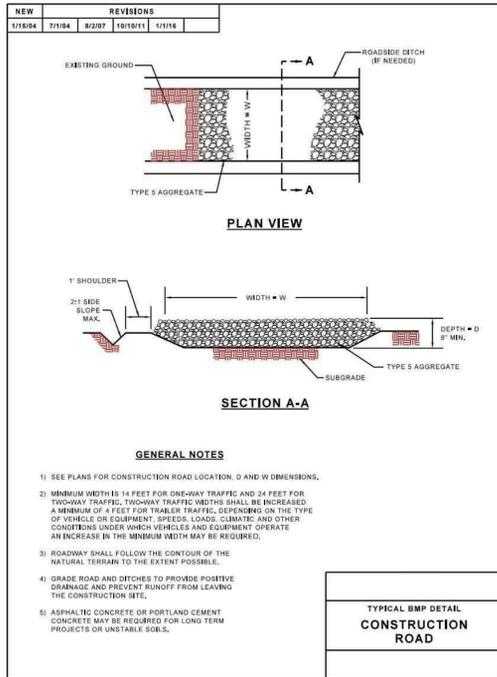 NEW REVISIONS
1/15/04 7/1/04 8/2/07 10/10/11 1/1/16
A
ROADSIDE DITCH
(IF NEEDED)
EXISTING GROUND
WIDTH = W
TYPE 5 AGGREGATE
A
PLAN VIEW
1' SHOULDER
2:1 SIDE
SLOPE
MAX.
WIDTH = W
DEPTH = D
8" MIN.
TYPE 5 AGGREGATE
SUBGRADE
SECTION A-A
GENERAL NOTES
1) SEE PLANS FOR CONSTRUCTION ROAD LOCATION, D AND W DIMENSIONS.
2) MINIMUM WIDTH IS 14 FEET FOR ONE-WAY TRAFFIC AND 24 FEET FOR
TWO-WAY TRAFFIC. TWO-WAY TRAFFIC WIDTHS SHALL BE INCREASED
A MINIMUM OF 4 FEET FOR TRAILER TRAFFIC. DEPENDING ON THE TYPE
OF VEHICLE OR EQUIPMENT, SPEEDS, LOADS, CLIMATIC AND OTHER
CONDITIONS UNDER WHICH VEHICLES AND EQUIPMENT OPERATE
AN INCREASE IN THE MINIMUM WIDTH MAY BE REQUIRED.
3) ROADWAY SHALL FOLLOW THE CONTOUR OF THE
NATURAL TERRAIN TO THE EXTENT POSSIBLE.
4) GRADE ROAD AND DITCHES TO PROVIDE POSITIVE
DRAINAGE AND PREVENT RUNOFF FROM LEAVING
THE CONSTRUCTION SITE.
5) ASPHALTIC CONCRETE OR PORTLAND CEMENT
CONCRETE MAY BE REQUIRED FOR LONG TERM
PROJECTS OR UNSTABLE SOILS.
TYPICAL BMP DETAIL
CONSTRUCTION
ROAD